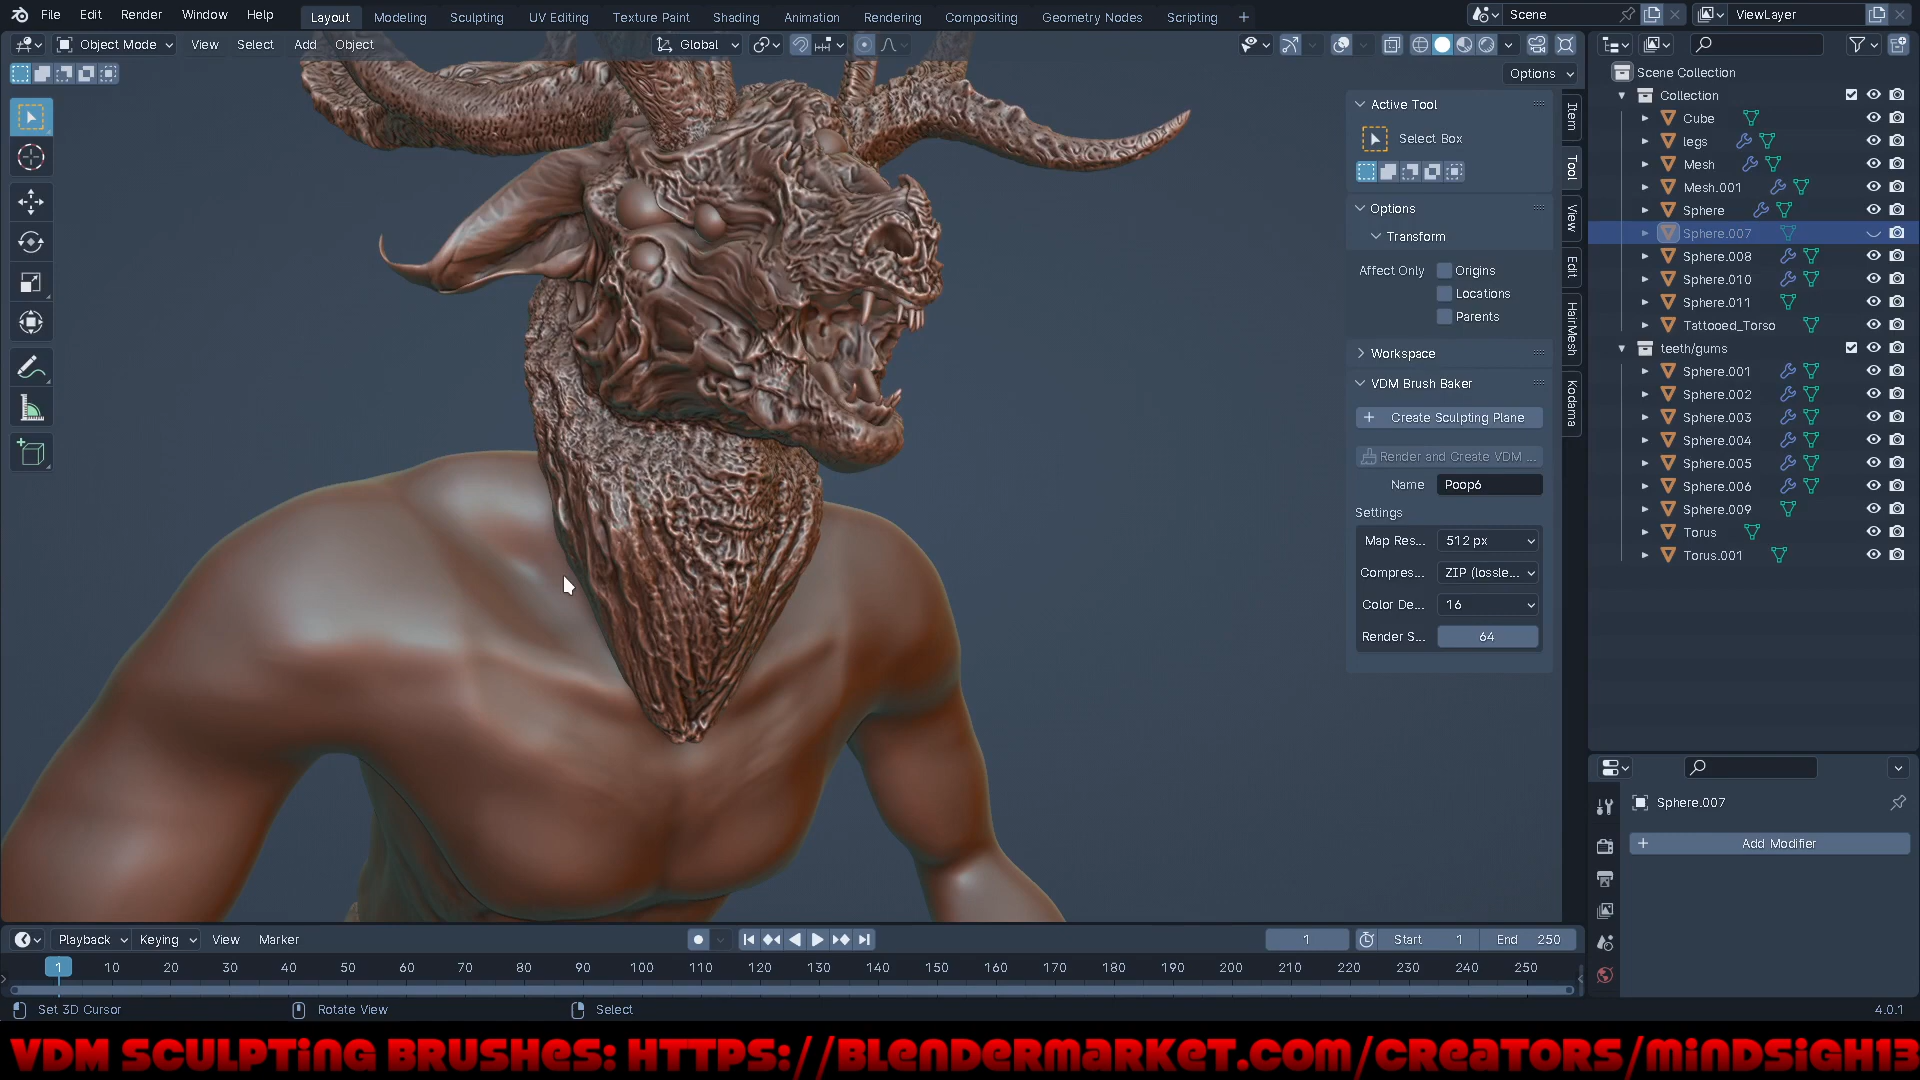 File Edit Render Window Help Layout Modeling Sculpting UV Editing Texture Paint Shading Animation Rendering Compositing Geometry Nodes Scripting + Scene ViewLayer
Object Mode View Select Add Object Global
Options
Active Tool
Select Box
Options
Transform
Affect Only Origins
Locations
Parents
Workspace
VDM Brush Baker
+ Create Sculpting Plane
Render and Create VDM ...
Name Poop6
Settings
Map Res... 512 px
Compres... ZIP (lossle...
Color De... 16
Render S... 64
Item
Tool
View
Edit
HairMesh
Kodama
Scene Collection
Collection
Cube
legs
Mesh
Mesh.001
Sphere
Sphere.007
Sphere.008
Sphere.010
Sphere.011
Tattooed_Torso
teeth/gums
Sphere.001
Sphere.002
Sphere.003
Sphere.004
Sphere.005
Sphere.006
Sphere.009
Torus
Torus.001
Sphere.007
+ Add Modifier
Playback Keying View Marker 1 Start 1 End 250
1 10 20 30 40 50 60 70 80 90 100 110 120 130 140 150 160 170 180 190 200 210 220 230 240 250
Set 3D Cursor Rotate View Select 4.0.1
VDM SCULPTING BRUSHES: HTTPS://BLENDERMARKET.COM/CREATORS/MINDSIGH13